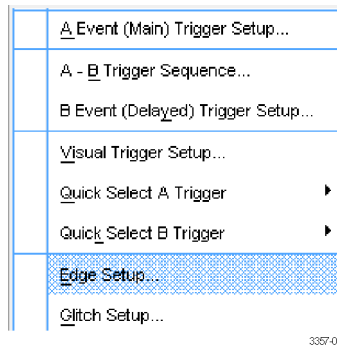 A Event (Main) Trigger Setup...
A - B Trigger Sequence...
B Event (Delayed) Trigger Setup...
Visual Trigger Setup...
Quick Select A Trigger
Quick Select B Trigger
Edge Setup...
Glitch Setup...
3357-0